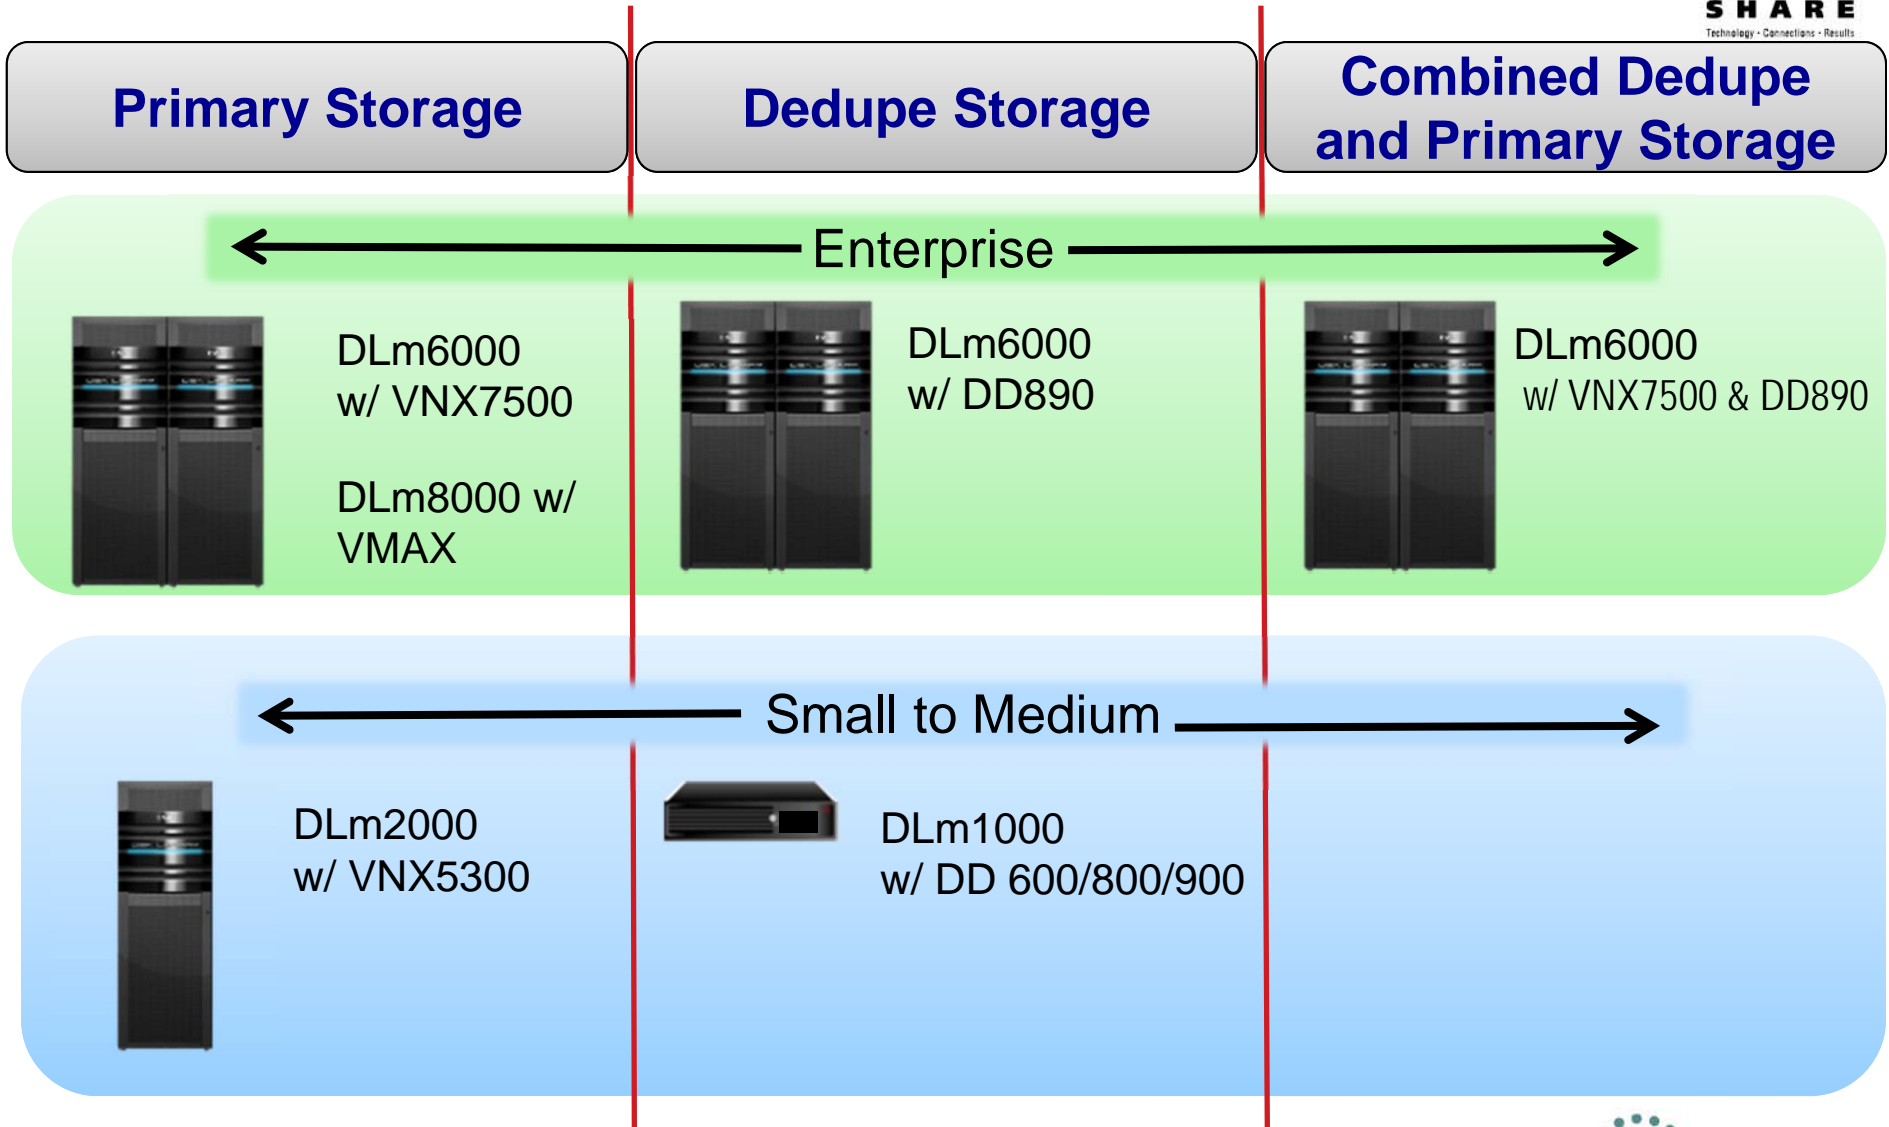 SHARE
Technology · Connections · Results
Primary Storage
Dedupe Storage
Combined Dedupe
and Primary Storage
Enterprise
DLm6000
w/ VNX7500
DLm8000 w/
VMAX
DLm6000
w/ DD890
DLm6000
w/ VNX7500 & DD890
Small to Medium
DLm2000
w/ VNX5300
DLm1000
w/ DD 600/800/900